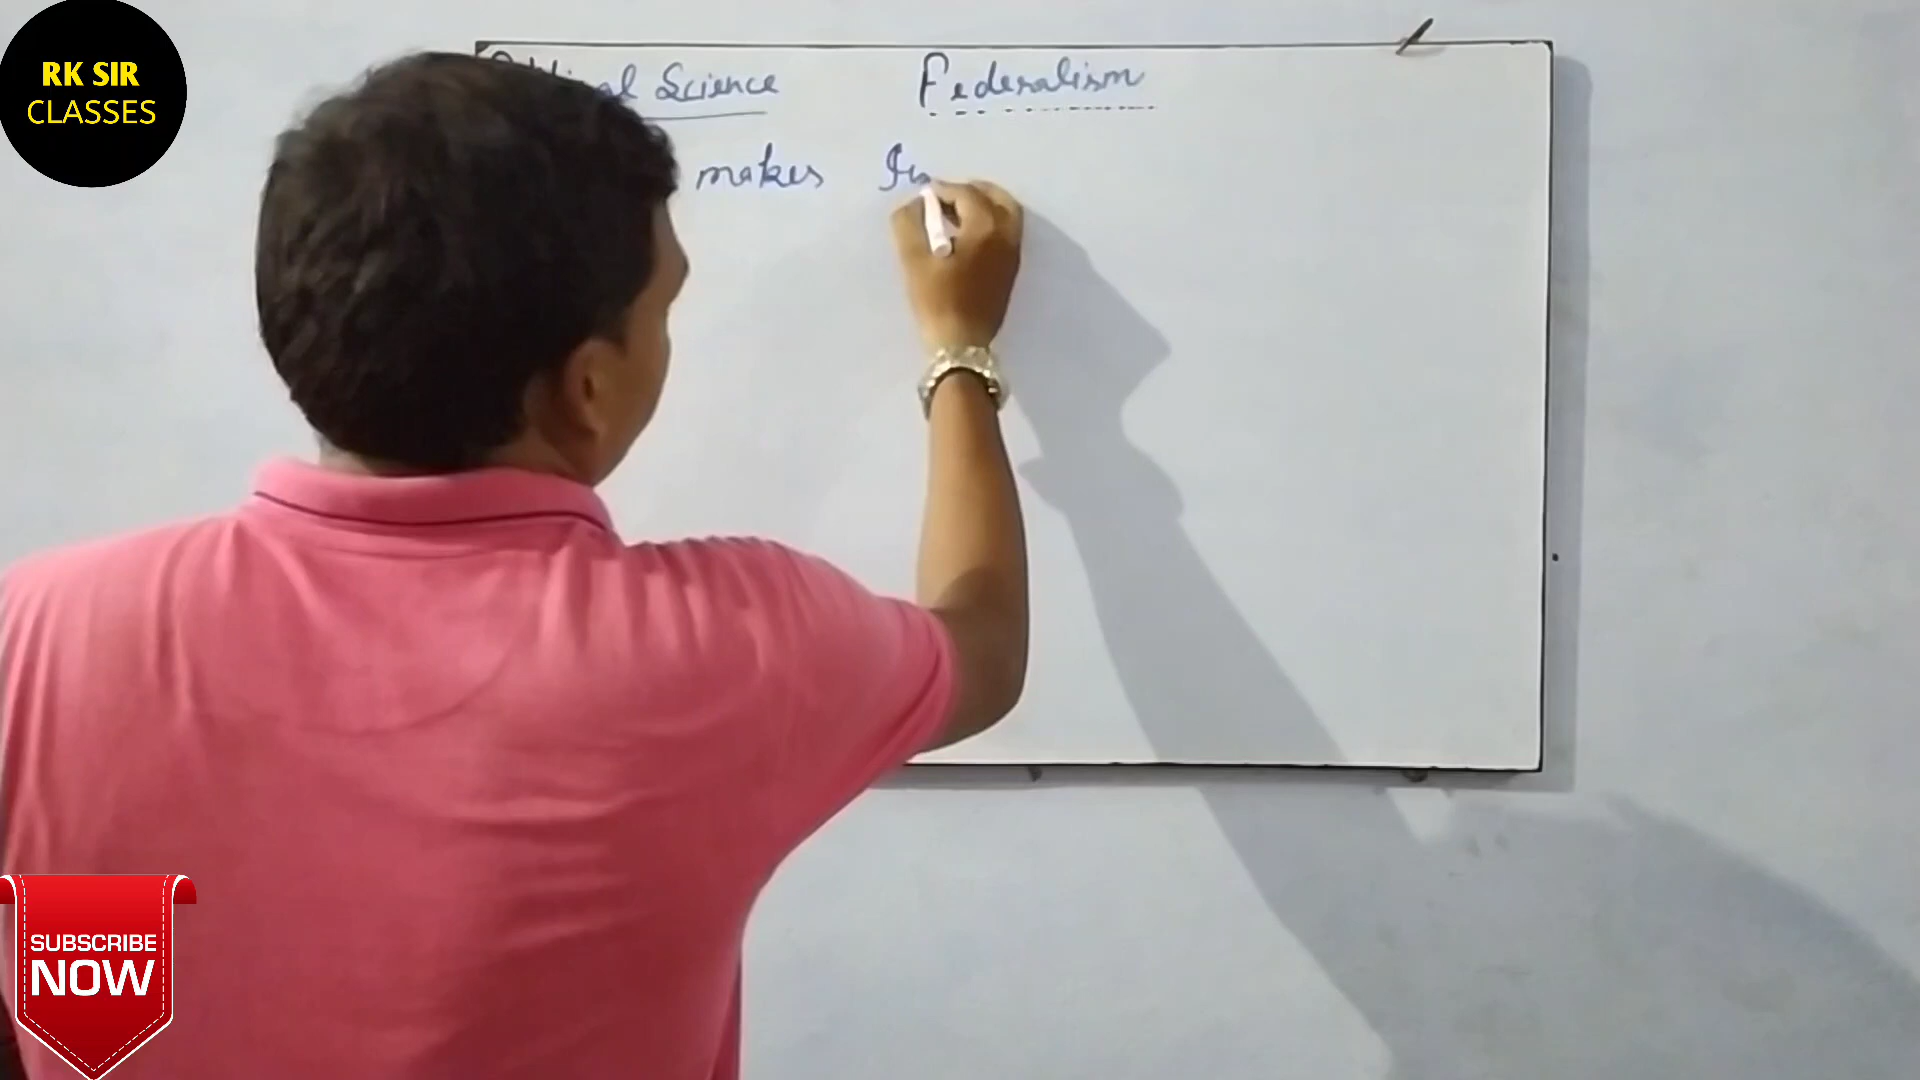 RK SIR
CLASSES
Science
Federalism
makes
SUBSCRIBE
NOW